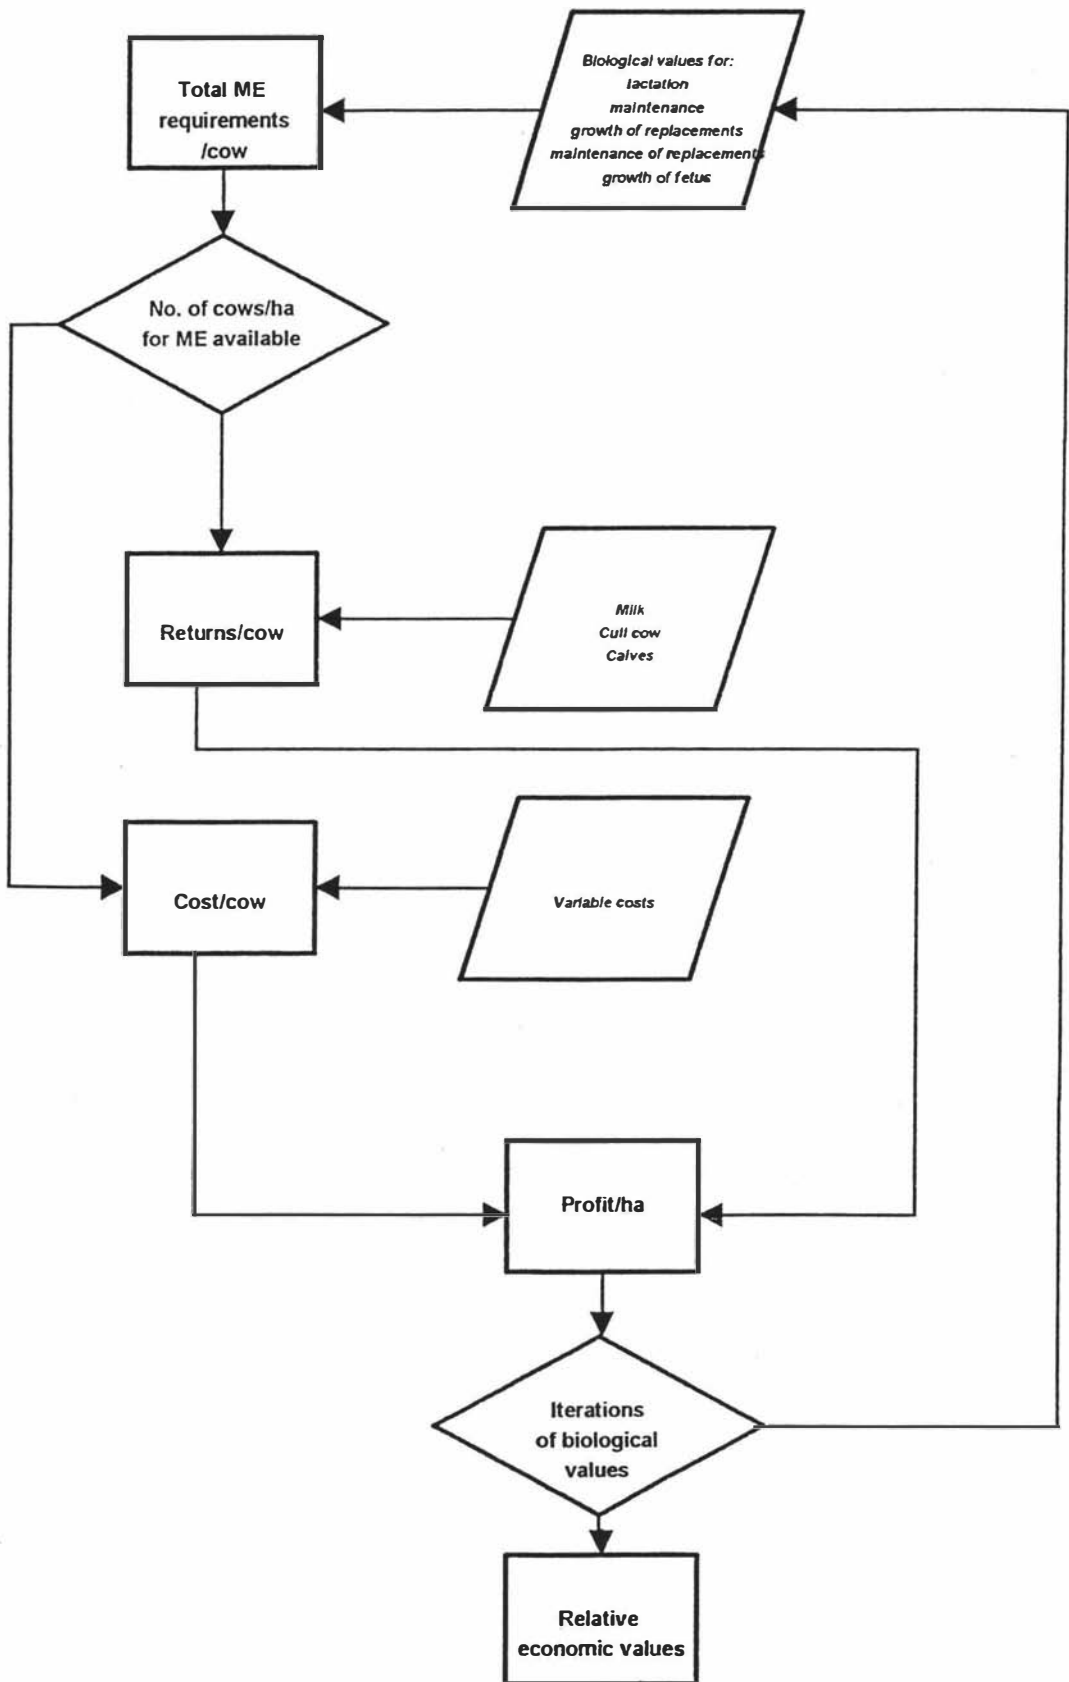 Total ME
requirements
/cow
Biological values for:
lactation
maintenance
growth of replacements
maintenance of replacements
growth of fetus
No. of cows/ha
for ME available
Returns/cow
Milk
Cull cow
Calves
Cost/cow
Variable costs
Profit/ha
Iterations
of biological
values
Relative
economic values